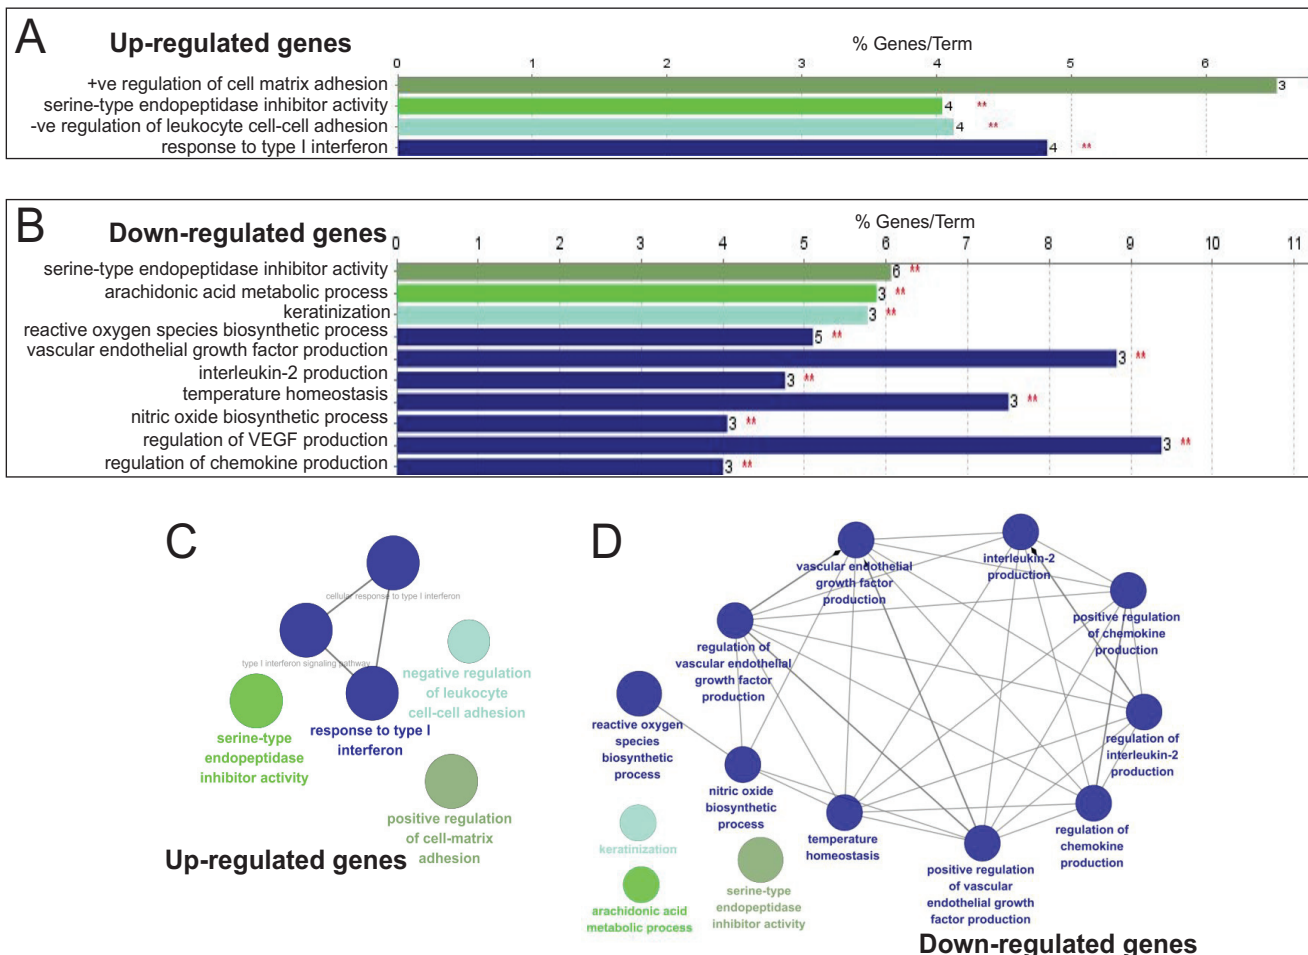 A
Up-regulated genes
% Genes/Term
0 1 2 3 4 5 6
+ve regulation of cell matrix adhesion 3
serine-type endopeptidase inhibitor activity 4 **
-ve regulation of leukocyte cell-cell adhesion 4 **
response to type I interferon 4 **
B
Down-regulated genes
% Genes/Term
0 1 2 3 4 5 6 7 8 9 10 11
serine-type endopeptidase inhibitor activity 6 **
arachidonic acid metabolic process 3 **
keratinization 3 **
reactive oxygen species biosynthetic process 5 **
vascular endothelial growth factor production 3 **
interleukin-2 production 3 **
temperature homeostasis 3 **
nitric oxide biosynthetic process 3 **
regulation of VEGF production 3 **
regulation of chemokine production 3 **
C
cellular response to type I interferon
type I interferon signaling pathway
negative regulation
of leukocyte
cell-cell adhesion
response to type I
interferon
serine-type
endopeptidase
inhibitor activity
positive regulation
of cell-matrix
adhesion
Up-regulated genes
D
vascular endothelial
growth factor
production
interleukin-2
production
positive regulation
of chemokine
production
regulation of
vascular endothelial
growth factor
production
reactive oxygen
species
biosynthetic
process
regulation of
interleukin-2
production
nitric oxide
biosynthetic
process
temperature
homeostasis
regulation of
chemokine
production
positive regulation
of vascular
endothelial growth
factor production
keratinization
serine-type
endopeptidase
inhibitor activity
arachidonic acid
metabolic process
Down-regulated genes